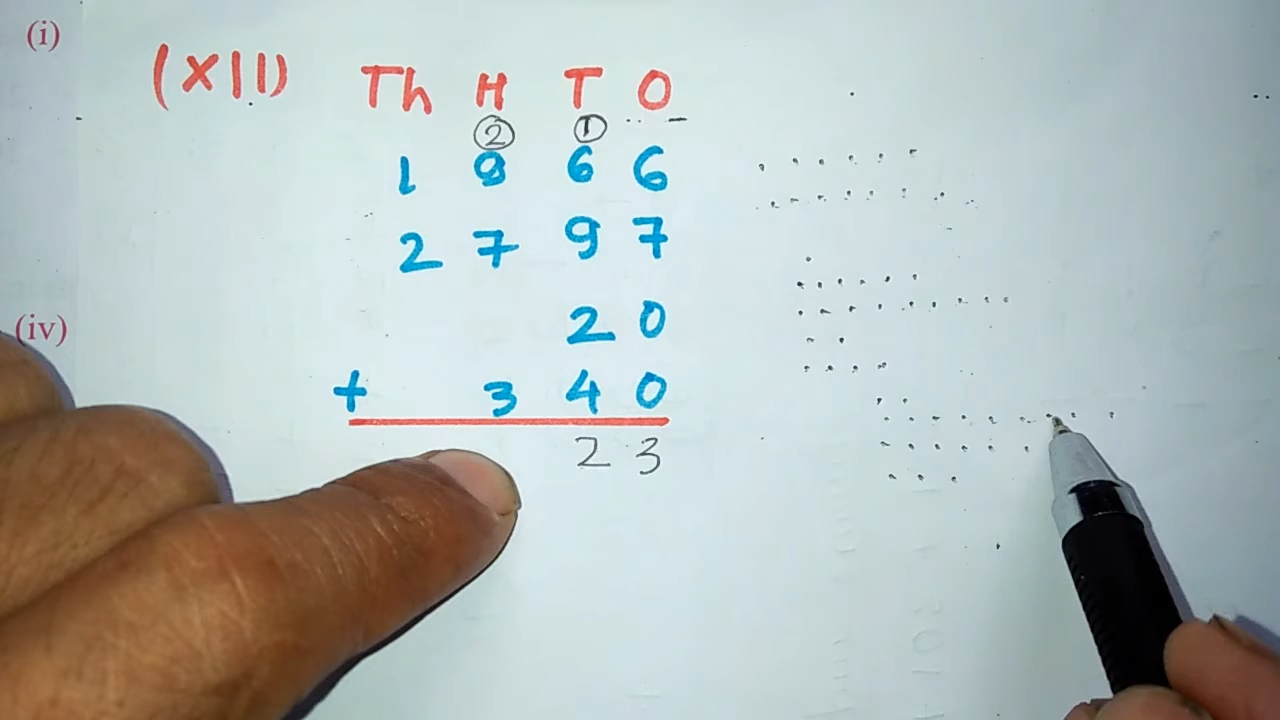 (i)
(XII) Th H T O
② ①
1 8 6 6
2 7 9 7
(iv) 2 0
+ 3 4 0
2 3